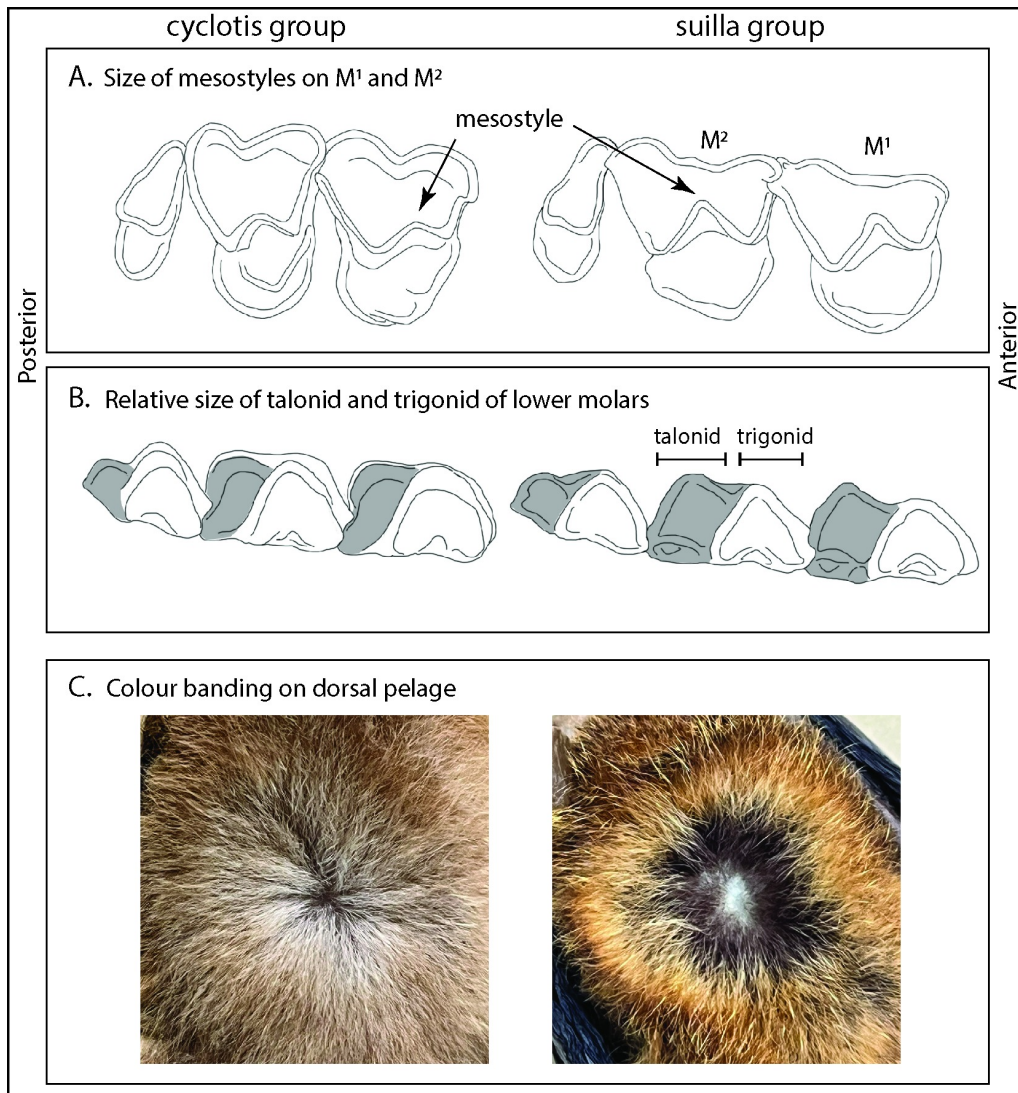 cyclotis group
suilla group
A. Size of mesostyles on M¹ and M²
mesostyle
M²
M¹
Posterior
Anterior
B. Relative size of talonid and trigonid of lower molars
talonid
trigonid
C. Colour banding on dorsal pelage